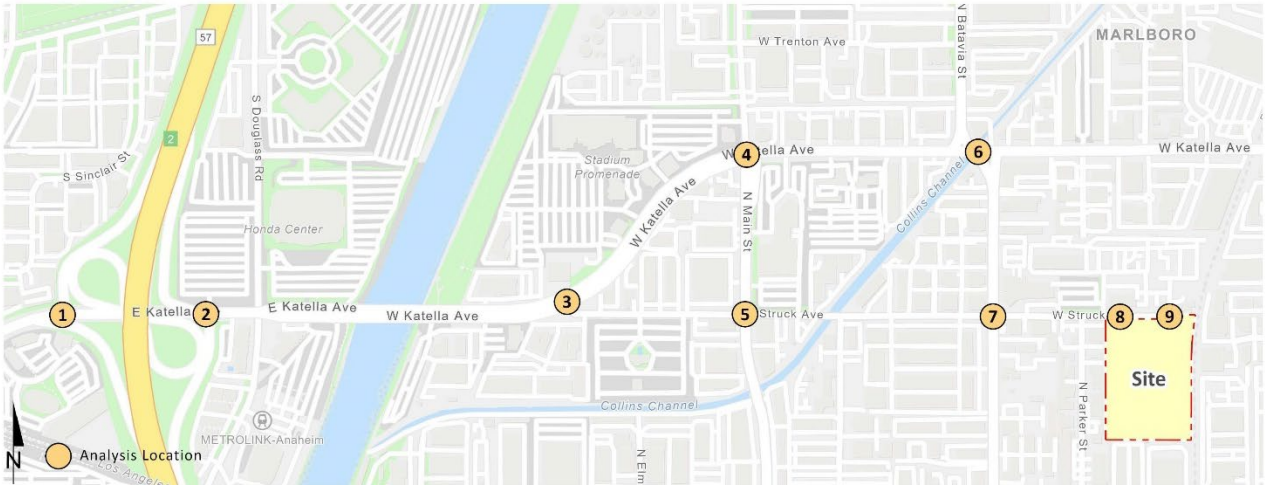 57
W Trenton Ave
N Batavia St
MARLBORO
S Douglass Rd
2
S Sinclair St
Stadium
Promenade
4
W Katella Ave
6
W Katella Ave
Honda Center
W Katella Ave
N Main St
Collins Channel
1
E Katella
2
E Katella Ave
W Katella Ave
3
5
Struck Ave
7
W Struck
8
9
Site
N Parker St
Collins Channel
METROLINK-Anaheim
N Elm
N
Analysis Location
Los Angeles